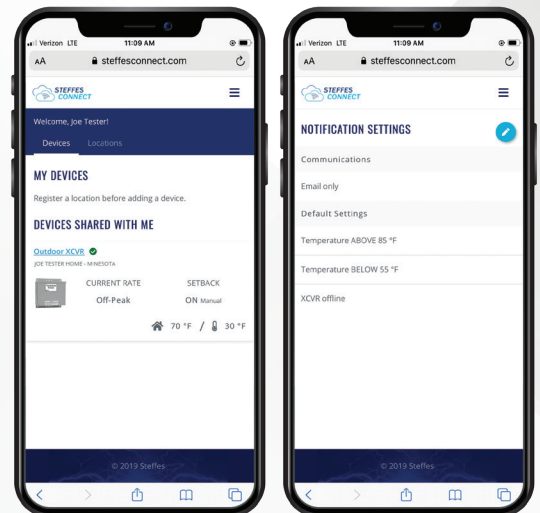 Verizon LTE 11:09 AM
AA steffesconnect.com
STEFFES
CONNECT
Welcome, Joe Tester!
Devices Locations
MY DEVICES
Register a location before adding a device.
DEVICES SHARED WITH ME
Outdoor XCVR
JOE TESTER HOME - MINESOTA
CURRENT RATE SETBACK
Off-Peak ON Manual
70 °F / 30 °F
© 2019 Steffes
Verizon LTE 11:09 AM
AA steffesconnect.com
STEFFES
CONNECT
NOTIFICATION SETTINGS
Communications
Email only
Default Settings
Temperature ABOVE 85 °F
Temperature BELOW 55 °F
XCVR offline
© 2019 Steffes